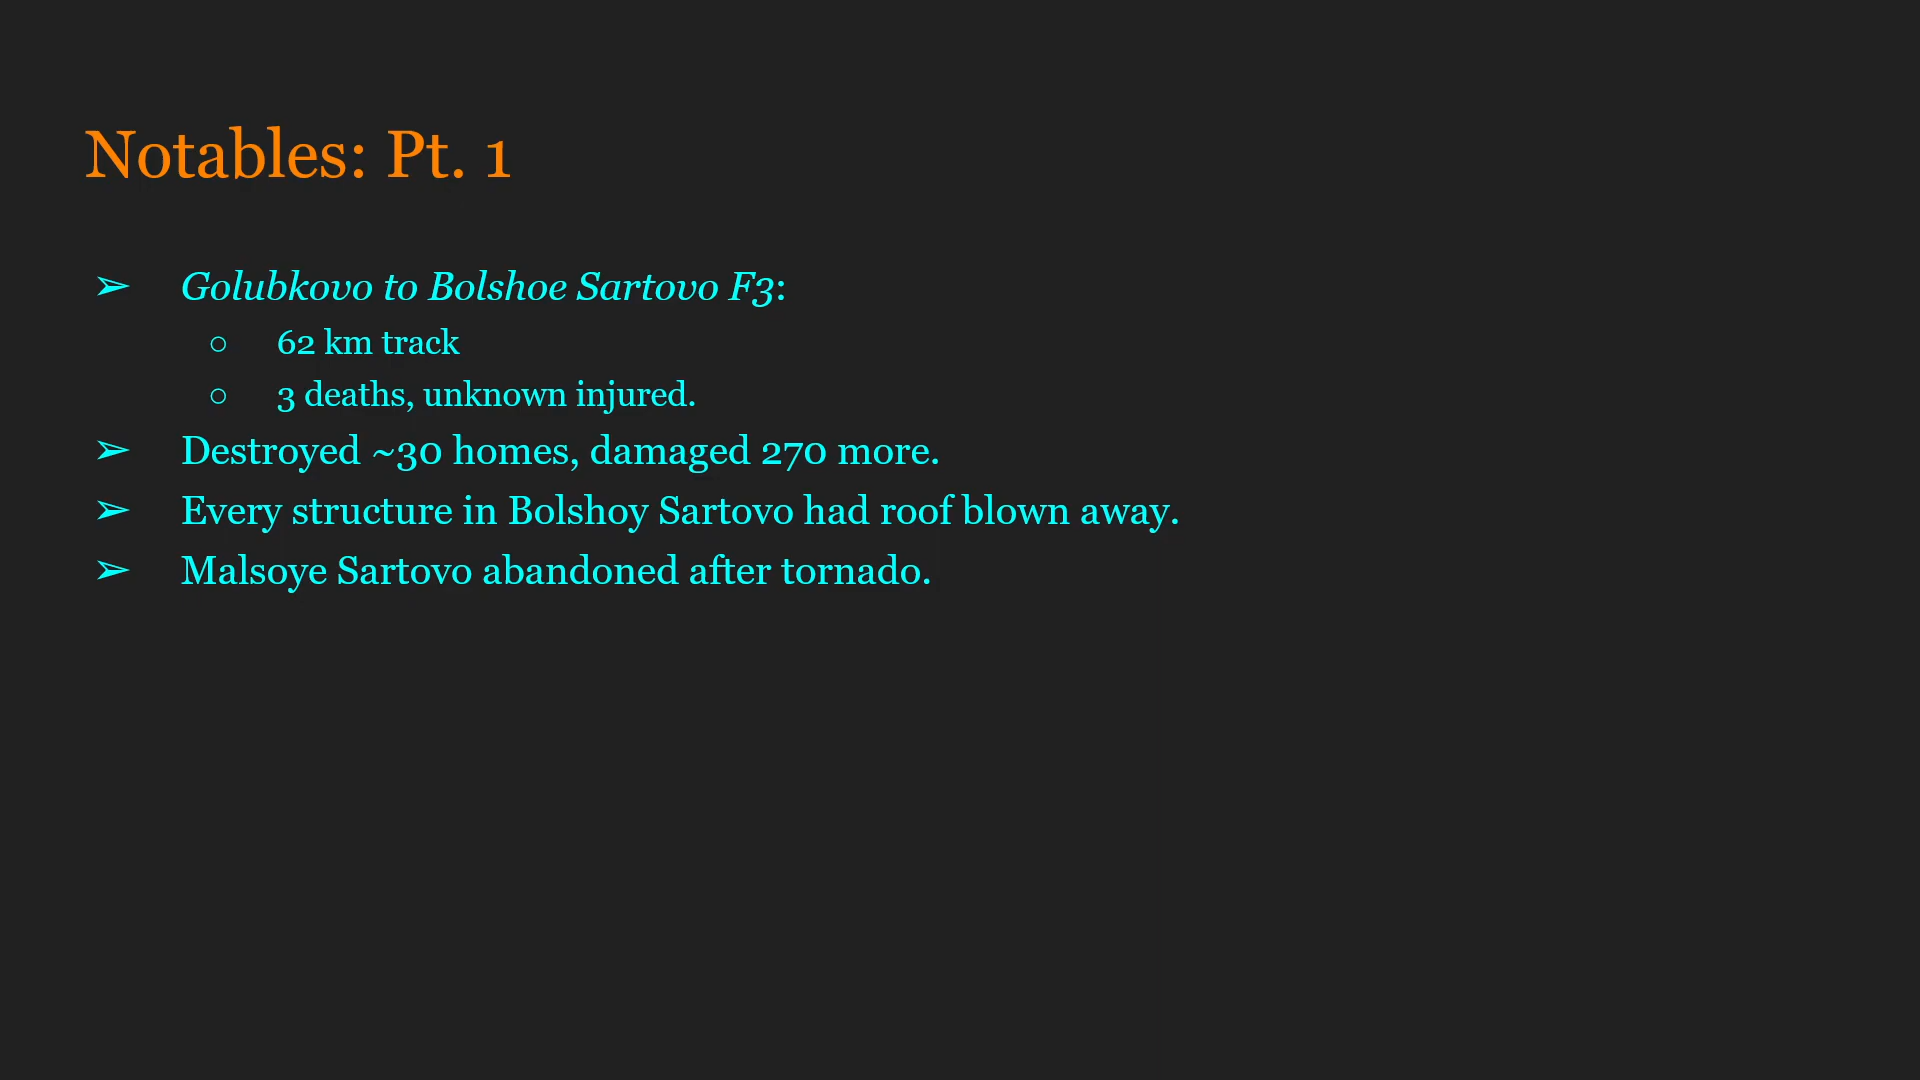 Notables: Pt. 1
➢ Golubkovo to Bolshoe Sartovo F3:
○ 62 km track
○ 3 deaths, unknown injured.
➢ Destroyed ~30 homes, damaged 270 more.
➢ Every structure in Bolshoy Sartovo had roof blown away.
➢ Malsoye Sartovo abandoned after tornado.